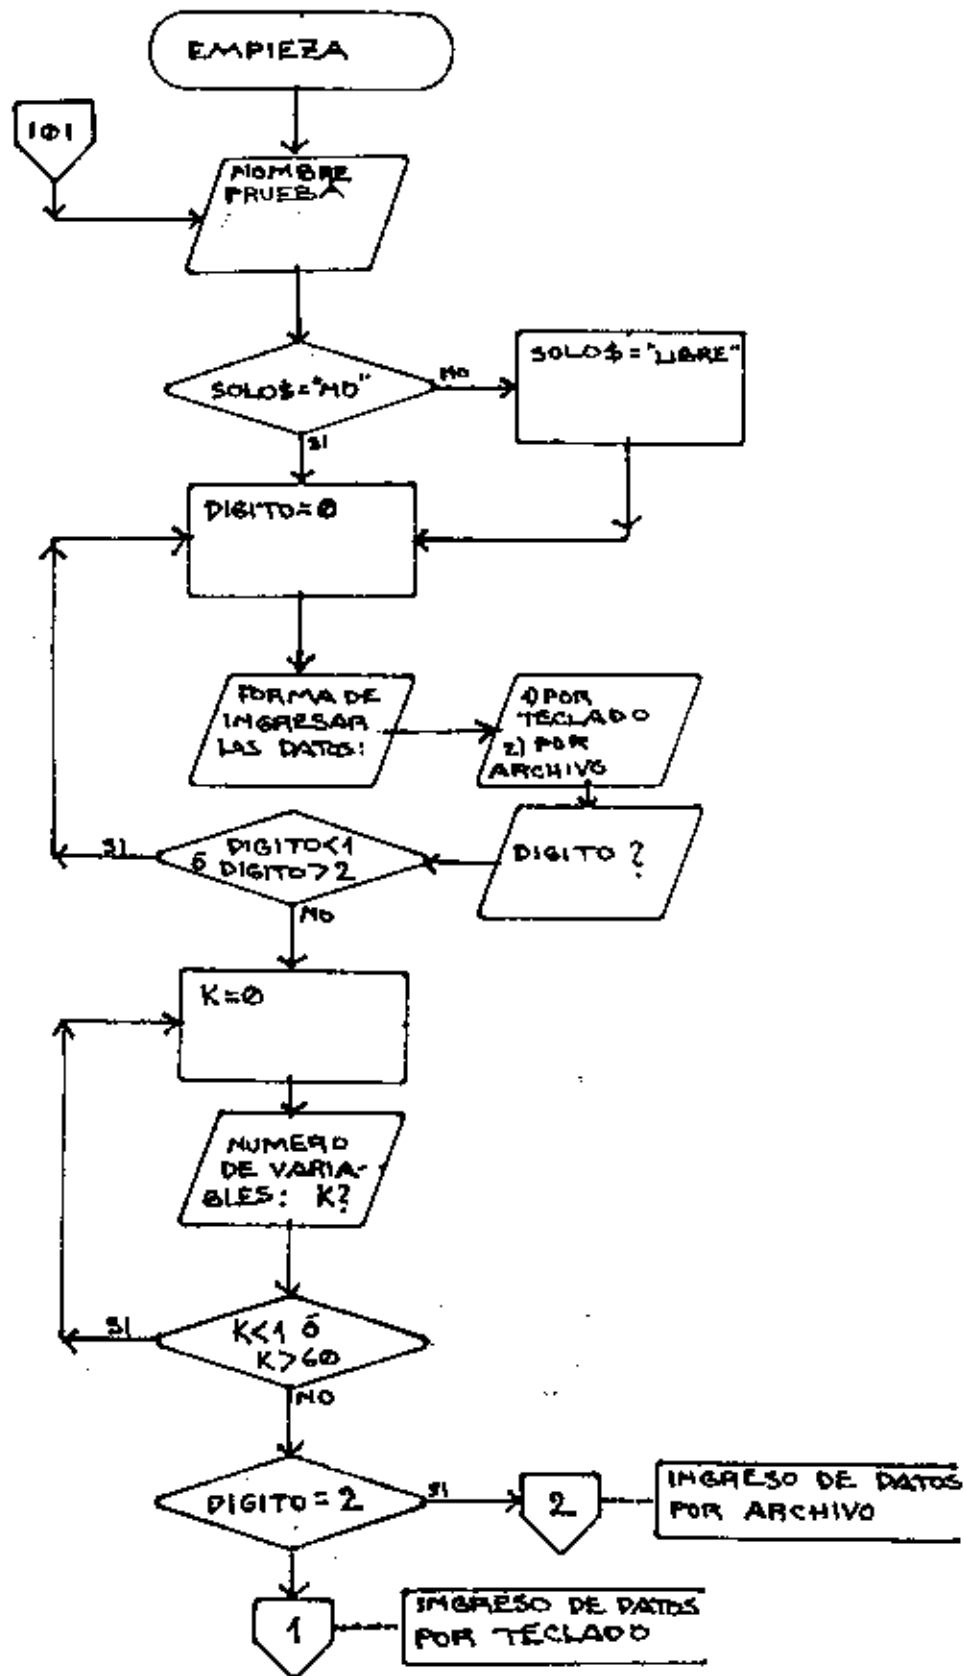 EMPIEZA
101
NOMBRE
PRUEBA
SOLO$="NO"
NO
SOLO$="LIBRE"
SI
DIGITO=0
FORMA DE
INGRESAR
LAS DATOS:
1) POR
TECLADO
2) POR
ARCHIVO
DIGITO ?
DIGITO<1
ó DIGITO>2
SI
NO
K=0
NUMERO
DE VARIA-
BLES: K?
K<1 ó
K>60
SI
NO
DIGITO=2
SI
2
INGRESO DE DATOS
POR ARCHIVO
1
INGRESO DE DATOS
POR TECLADO